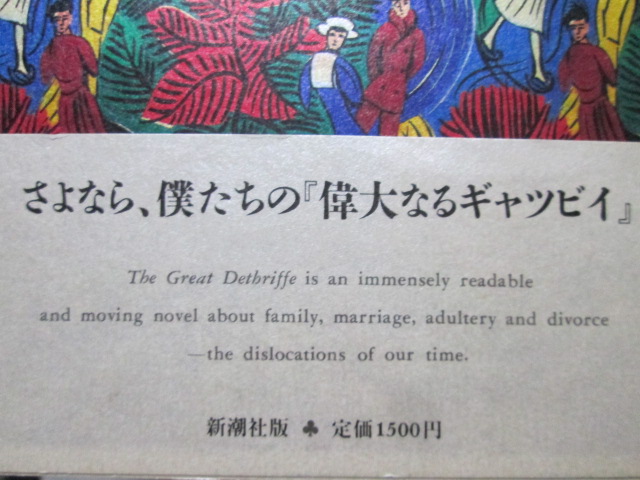 さよなら、僕たちの『偉大なるギャツビイ』
The Great Dethriffe is an immensely readable
and moving novel about family, marriage, adultery and divorce
—the dislocations of our time.
新潮社版 ♣ 定価1500円